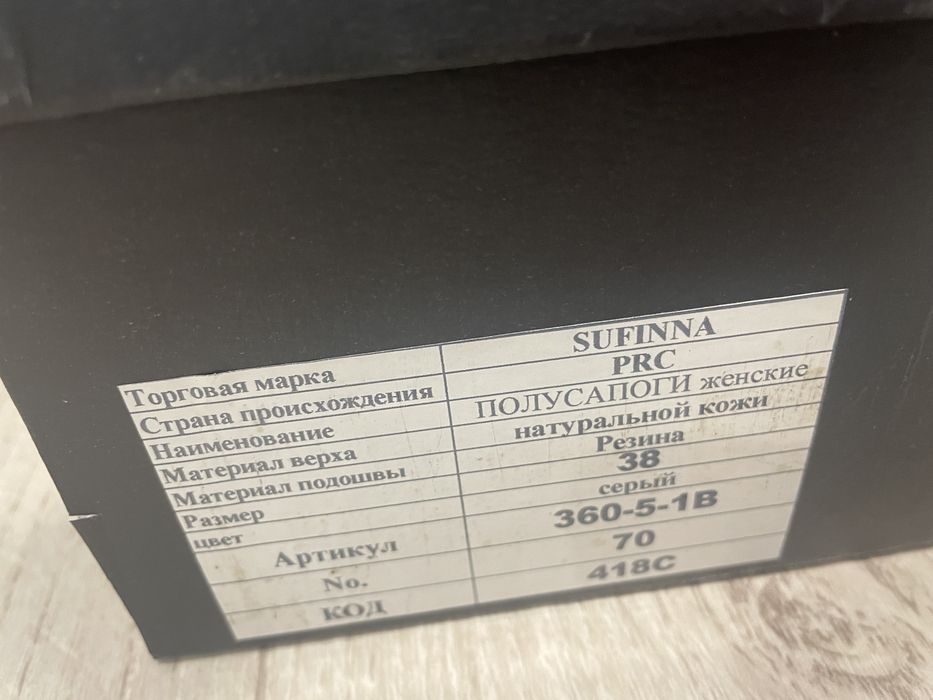 Торговая марка SUFINNA
Страна происхождения PRC
Наименование ПОЛУСАПОГИ женские
Материал верха натуральной кожи
Материал подошвы Резина
Размер 38
цвет серый
Артикул 360-5-1B
No. 70
КОД 418C